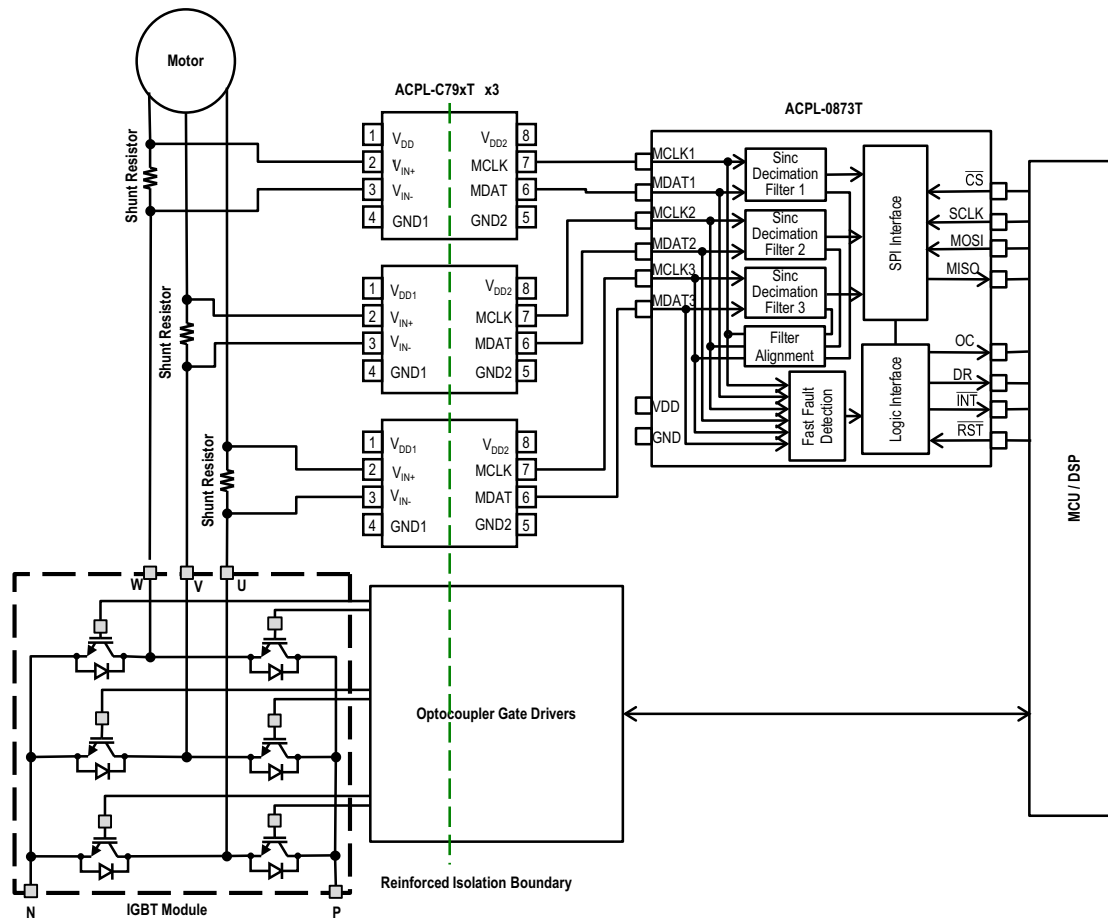 Motor
Shunt Resistor
Shunt Resistor
Shunt Resistor
ACPL-C79xT x3
1 VDD VDD2 8
2 VIN+ MCLK 7
3 VIN- MDAT 6
4 GND1 GND2 5
1 VDD1 VDD2 8
2 VIN+ MCLK 7
3 VIN- MDAT 6
4 GND1 GND2 5
1 VDD1 VDD2 8
2 VIN+ MCLK 7
3 VIN- MDAT 6
4 GND1 GND2 5
ACPL-0873T
MCLK1
MDAT1
MCLK2
MDAT2
MCLK3
MDAT3
VDD
GND
Sinc
Decimation
Filter 1
Sinc
Decimation
Filter 2
Sinc
Decimation
Filter 3
Filter
Alignment
Fast Fault
Detection
SPI Interface
Logic Interface
CS
SCLK
MOSI
MISO
OC
DR
INT
RST
MCU / DSP
W
V
U
Optocoupler Gate Drivers
Reinforced Isolation Boundary
N
IGBT Module
P